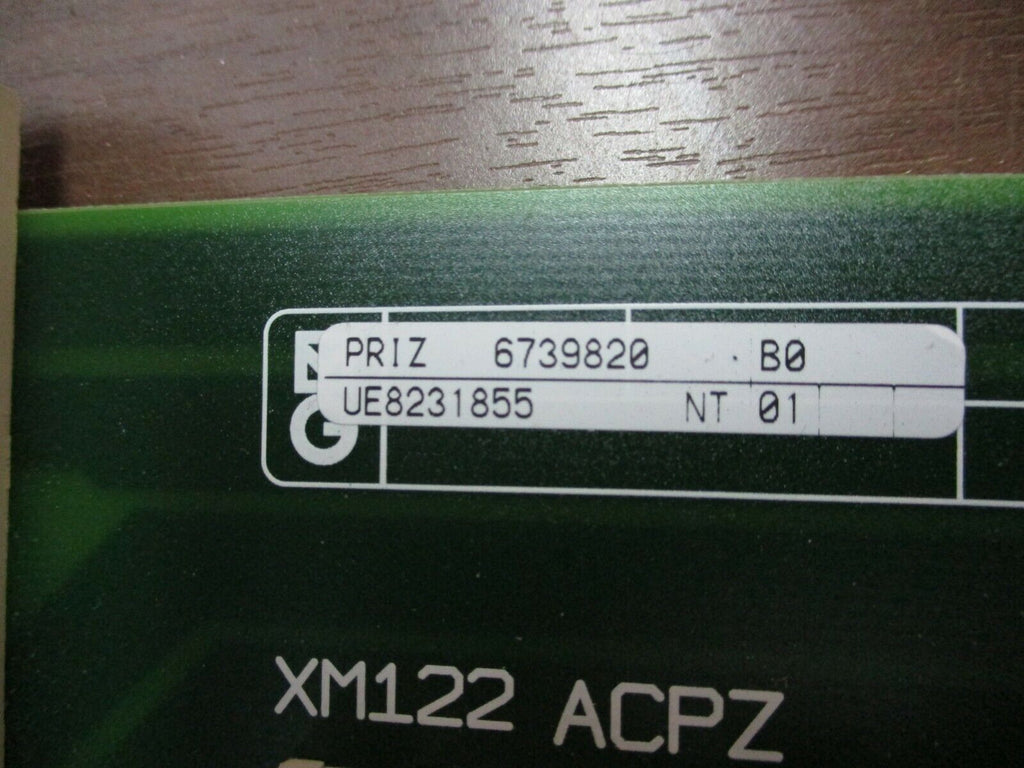 PRIZ 6739820 . B0
UE8231855 NT 01
G
XM122 ACPZ